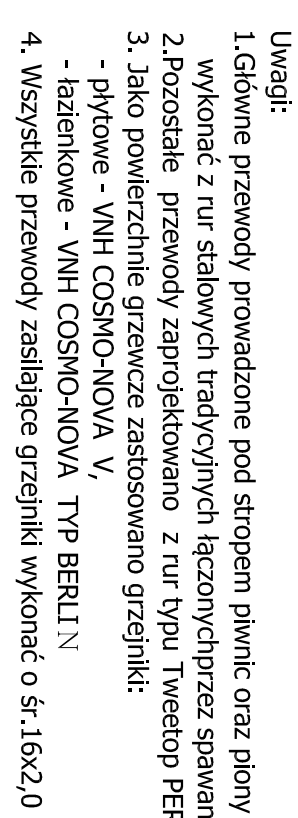 Uwagi:
1.Główne przewody prowadzone pod stropem piwnic oraz piony
wykonać z rur stalowych tradycyjnych łączonychprzez spawan
2.Pozostałe przewody zaprojektowano z rur typu Tweetop PER
3. Jako powierzchnie grzewcze zastosowano grzejniki:
- płytowe - VNH COSMO-NOVA V,
- łazienkowe - VNH COSMO-NOVA TYP BERLI N
4. Wszystkie przewody zasilające grzejniki wykonać o śr.16x2,0